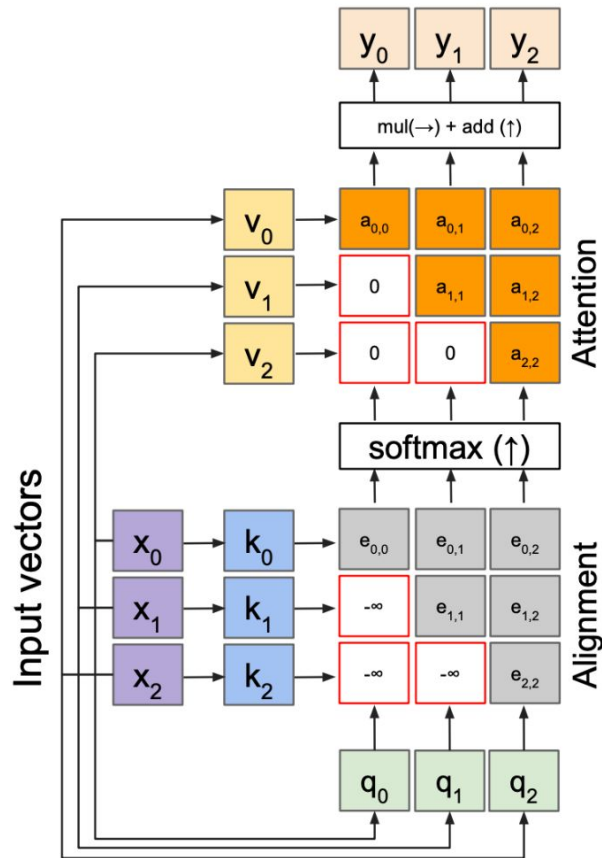 y0 y1 y2
mul(→) + add (↑)
v0 a0,0 a0,1 a0,2
v1 0 a1,1 a1,2
v2 0 0 a2,2
Attention
softmax (↑)
Input vectors
x0 k0 e0,0 e0,1 e0,2
x1 k1 -∞ e1,1 e1,2
x2 k2 -∞ -∞ e2,2
Alignment
q0 q1 q2